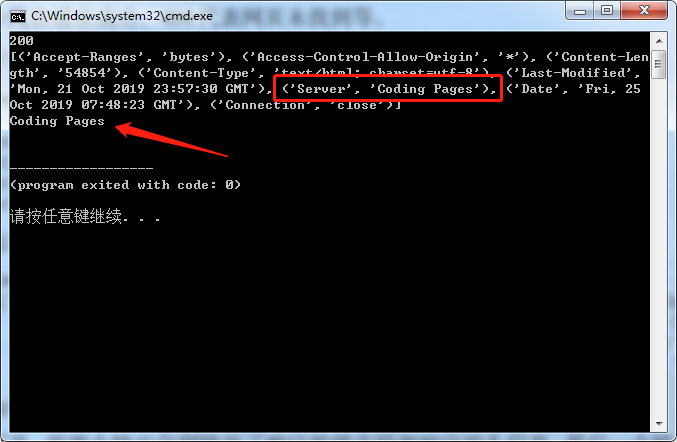 C:\Windows\system32\cmd.exe
200
[('Accept-Ranges', 'bytes'), ('Access-Control-Allow-Origin', '*'), ('Content-Len
gth', '54854'), ('Content-Type', 'text/html; charset=utf-8'), ('Last-Modified',
'Mon, 21 Oct 2019 23:57:30 GMT'), ('Server', 'Coding Pages'), ('Date', 'Fri, 25
Oct 2019 07:48:23 GMT'), ('Connection', 'close')]
Coding Pages
------------------
(program exited with code: 0)
请按任意键继续. . .